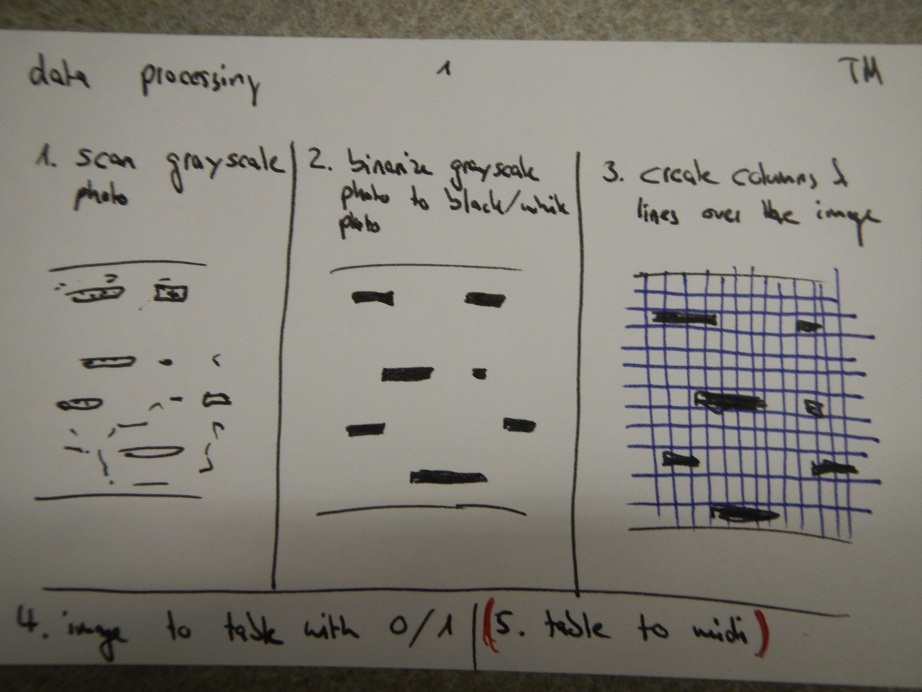 data processing 1 TM
1. scan grayscale
photo
2. binarize grayscale
photo to black/white
photo
3. create columns &
lines over the image
4. image to table with 0/1
(5. table to midi)